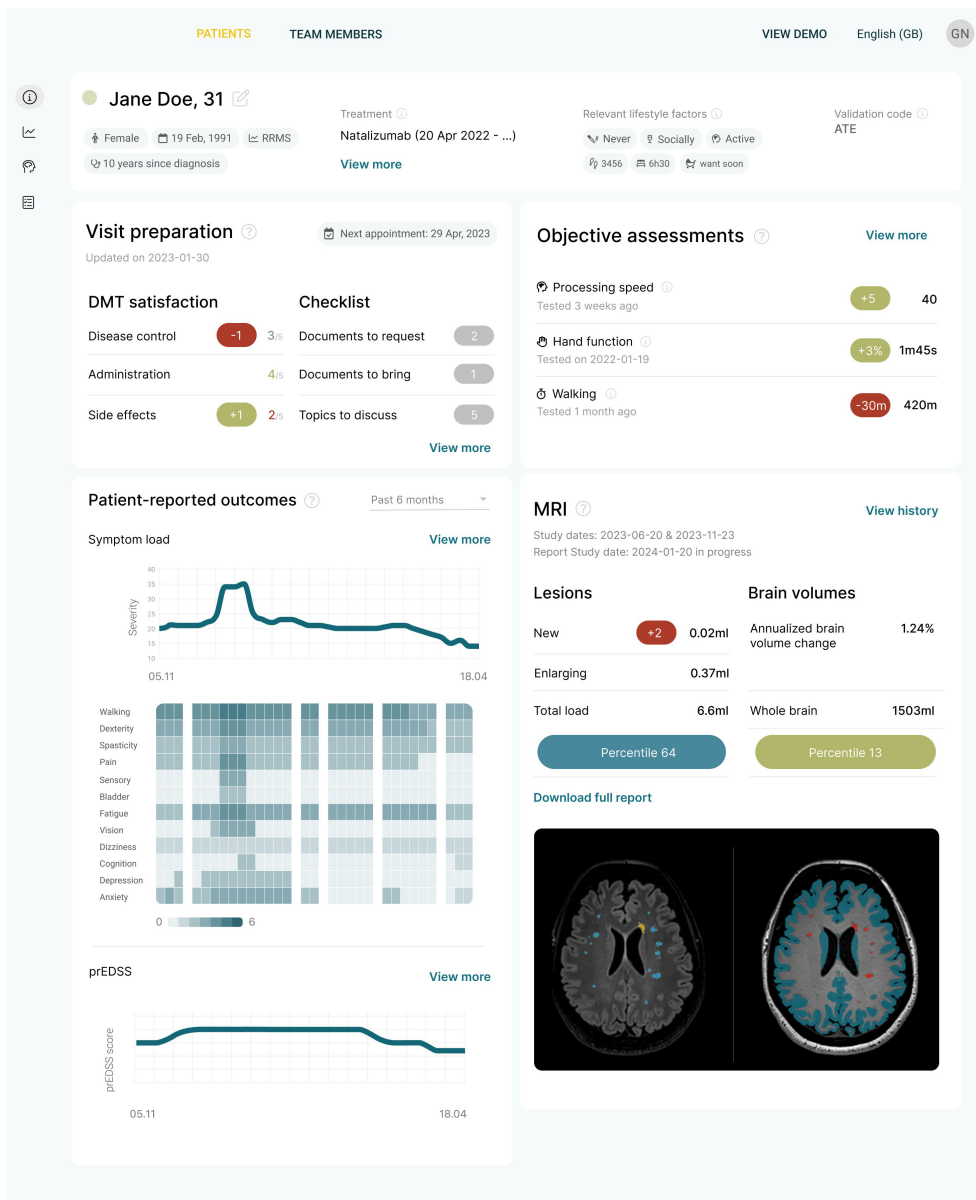 PATIENTS
TEAM MEMBERS
VIEW DEMO
English (GB)
GN
Jane Doe, 31
Female
19 Feb, 1991
RRMS
10 years since diagnosis
Treatment
Natalizumab (20 Apr 2022 - ...)
View more
Relevant lifestyle factors
Never
Socially
Active
3456
6h30
want soon
Validation code
ATE
Visit preparation
Next appointment: 29 Apr, 2023
Updated on 2023-01-30
DMT satisfaction
Disease control -1 3/5
Administration 4/5
Side effects +1 2/5
Checklist
Documents to request 2
Documents to bring 1
Topics to discuss 5
View more
Objective assessments
View more
Processing speed
Tested 3 weeks ago
+5 40
Hand function
Tested on 2022-01-19
+3% 1m45s
Walking
Tested 1 month ago
-30m 420m
Patient-reported outcomes
Past 6 months
Symptom load
View more
Severity
40
35
30
25
20
15
10
05.11
18.04
Walking
Dexterity
Spasticity
Pain
Sensory
Bladder
Fatigue
Vision
Dizziness
Cognition
Depression
Anxiety
0 6
prEDSS
View more
prEDSS score
05.11
18.04
MRI
View history
Study dates: 2023-06-20 & 2023-11-23
Report Study date: 2024-01-20 in progress
Lesions
New +2 0.02ml
Enlarging 0.37ml
Total load 6.6ml
Percentile 64
Brain volumes
Annualized brain
volume change
1.24%
Whole brain 1503ml
Percentile 13
Download full report